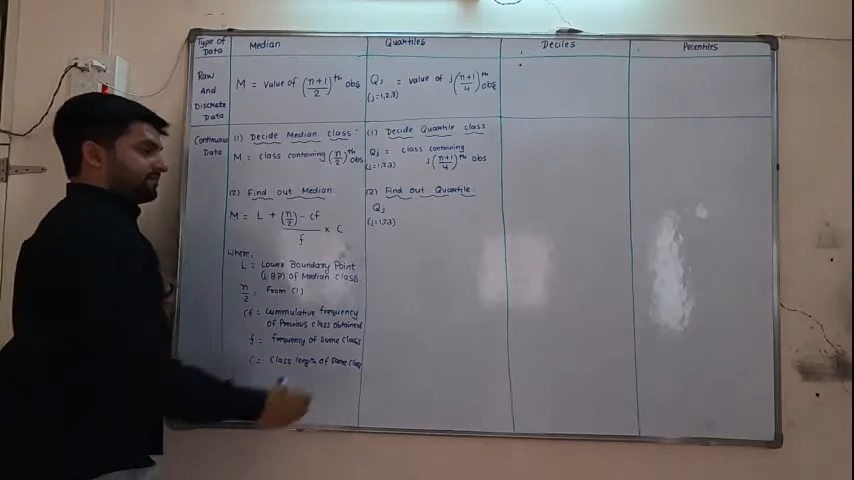 Type of Data
Median
Quartiles
Deciles
Pecentiles
Raw
And
Discrete
Data
M = value of (n+1/2)th obs
Qj = value of j(n+1/4)th obs
(j=1,2,3)
Continuous
Data
(1) Decide Median class:
M = class containing (n/2)th obs
(2) Find out Median:
M = L + (n/2) - cf / f x C
where,
L = Lower Boundary Point
(L.B.P) of Median class
n/2 = From (1)
cf = cummulative frequency
of Previous class obtained
f = frequency of same class
C = Class length of same class
(1) Decide Quartile class
Qj = class containing
(j=1,2,3) j(n+1/4)th obs
(2) Find out Quartile:
Qj
(j=1,2,3)